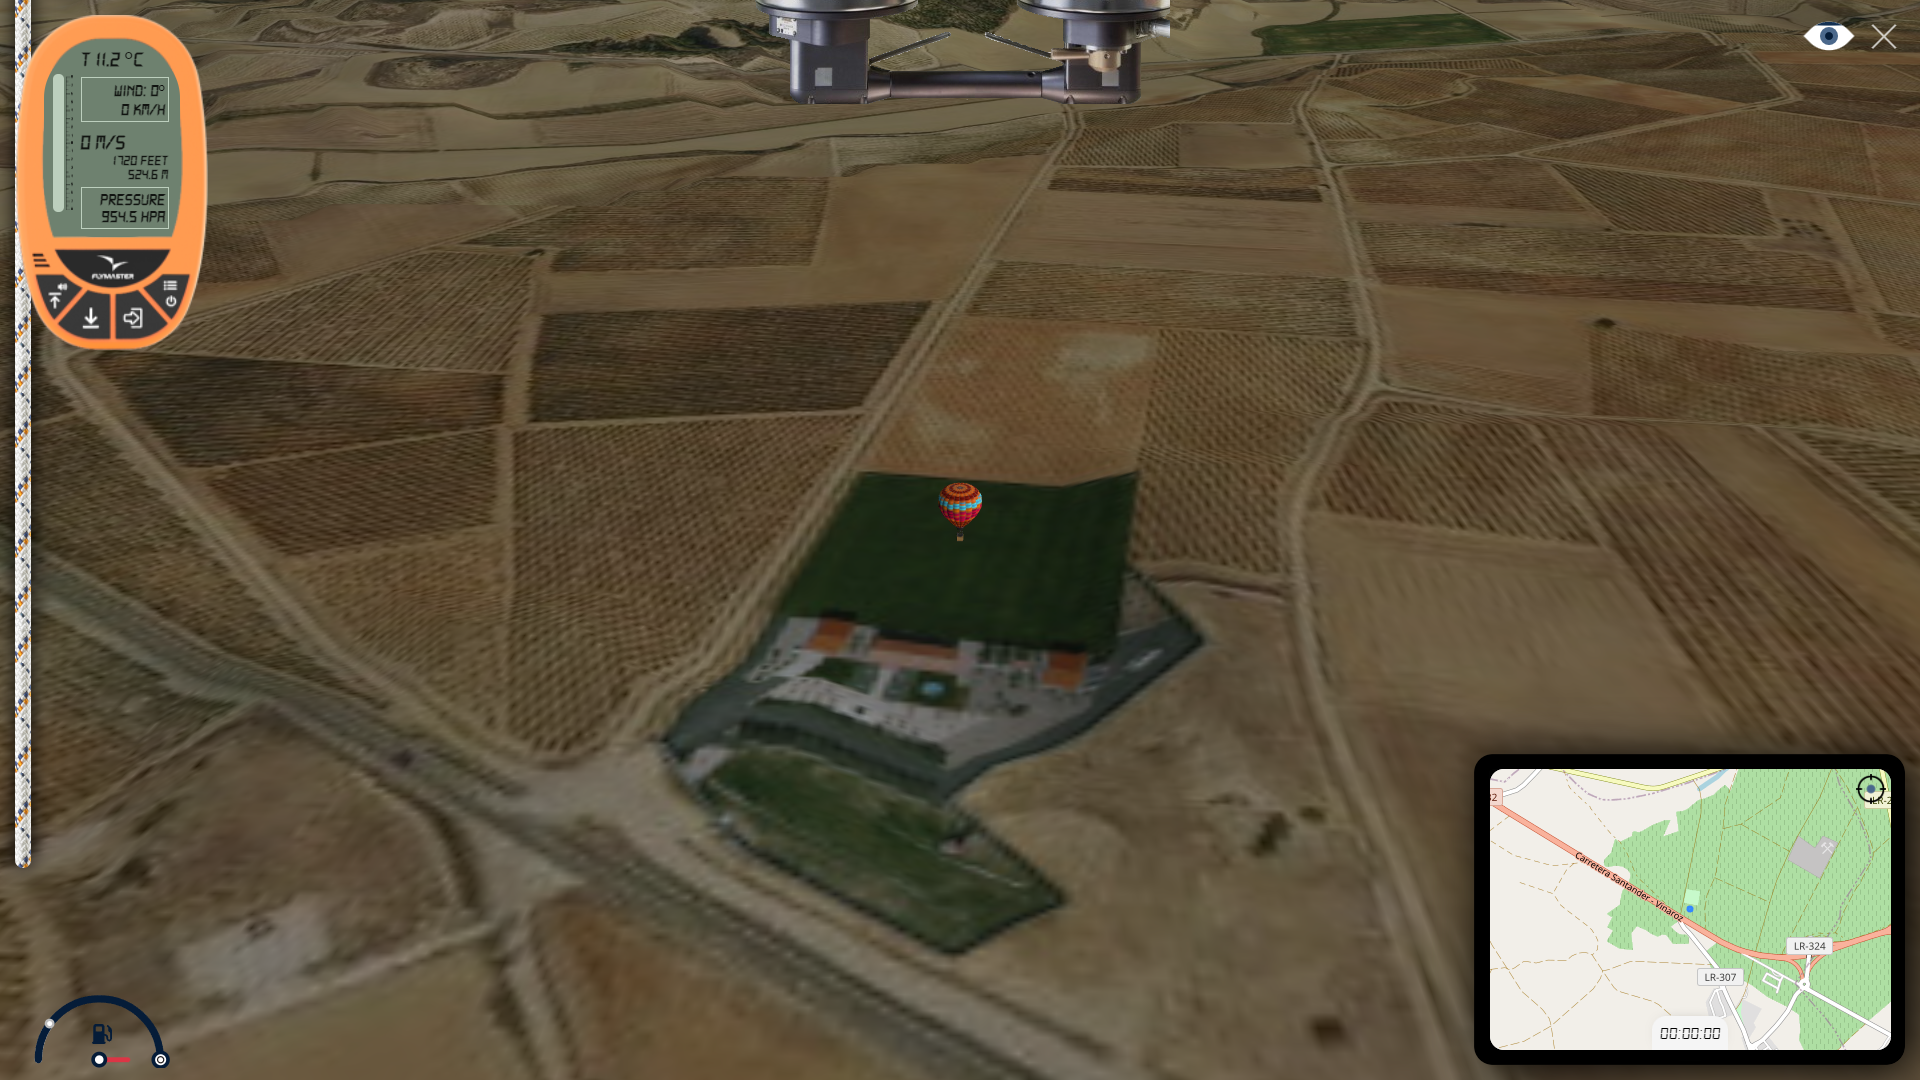 T 11.2 °C
WIND: 0°
0 KM/H
0 M/S
1720 FEET
524.6 M
PRESSURE
954.5 HPA
FLYMASTER
Carretera Santander - Vinaroz
LR-324
LR-307
00:00:00